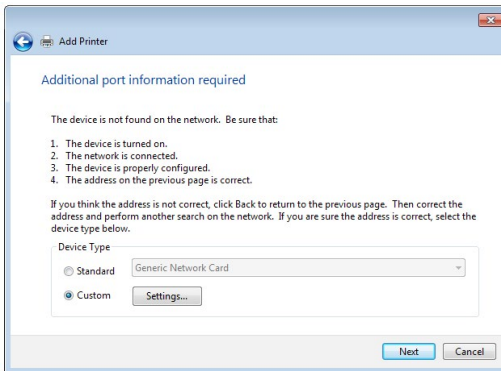 Add Printer
Additional port information required
The device is not found on the network.  Be sure that:
1.  The device is turned on.
2.  The network is connected.
3.  The device is properly configured.
4.  The address on the previous page is correct.
If you think the address is not correct, click Back to return to the previous page.  Then correct the
address and perform another search on the network.  If you are sure the address is correct, select the
device type below.
Device Type
Standard Generic Network Card
Custom Settings...
Next Cancel